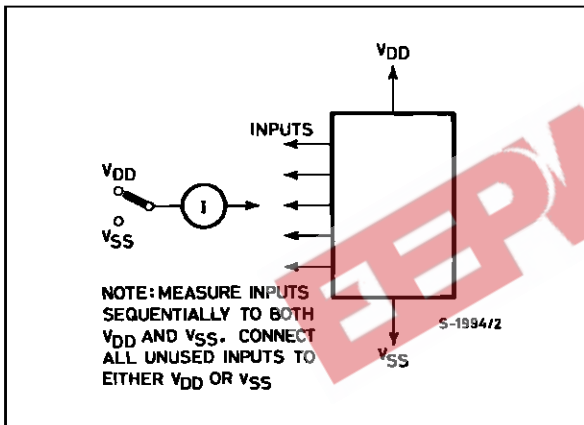 VDD
INPUTS
VDD
I
VSS
NOTE: MEASURE INPUTS
SEQUENTIALLY TO BOTH
VDD AND VSS. CONNECT
ALL UNUSED INPUTS TO
EITHER VDD OR VSS
S-1994/2
VSS
EEPW